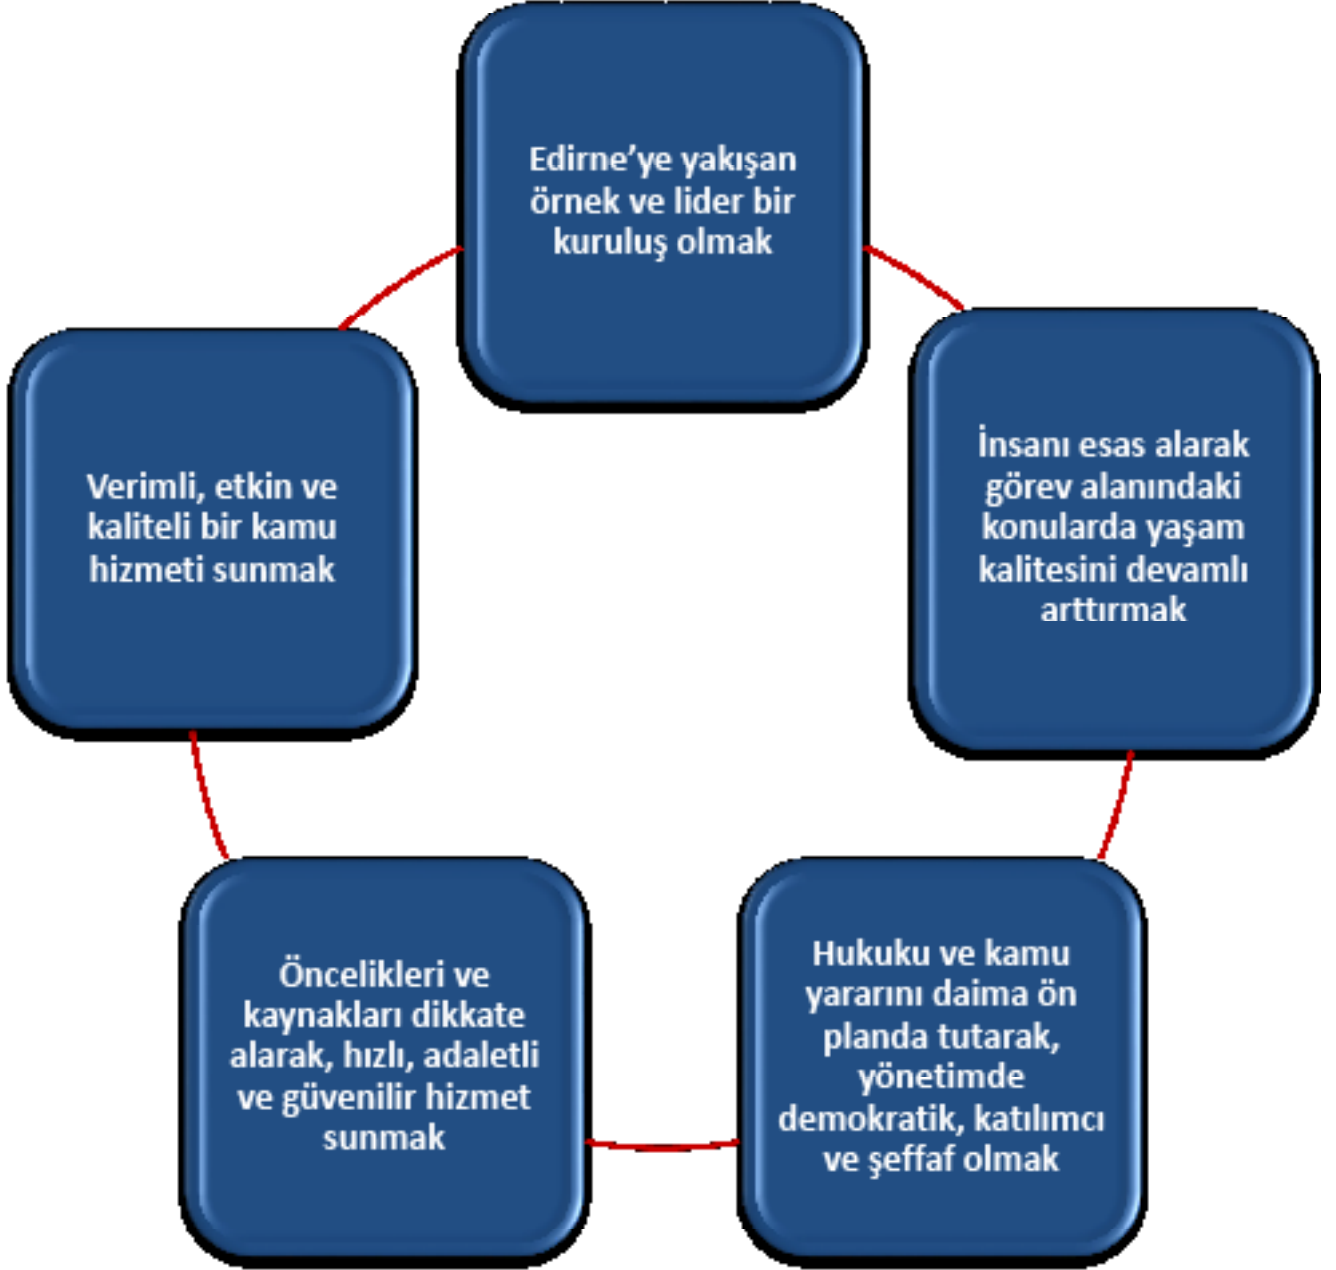 Edirne’ye yakışan
örnek ve lider bir
kuruluş olmak
İnsanı esas alarak
görev alanındaki
konularda yaşam
kalitesini devamlı
arttırmak
Hukuku ve kamu
yararını daima ön
planda tutarak,
yönetimde
demokratik, katılımcı
ve şeffaf olmak
Öncelikleri ve
kaynakları dikkate
alarak, hızlı, adaletli
ve güvenilir hizmet
sunmak
Verimli, etkin ve
kaliteli bir kamu
hizmeti sunmak